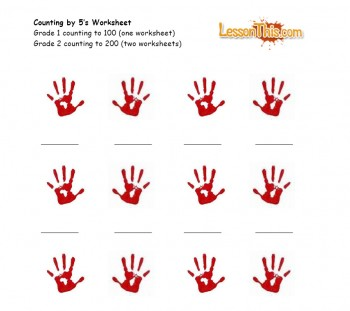 Counting by 5's Worksheet
LessonThis.com
Grade 1 counting to 100 (one worksheet)
Grade 2 counting to 200 (two worksheets)